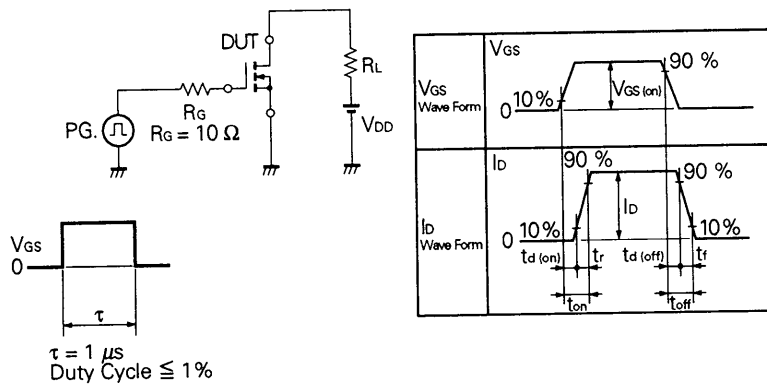 DUT
RL
RG
RG = 10 Ω
PG.
VDD
VGS
0
τ
τ = 1 μs
Duty Cycle ≦ 1%
VGS
Wave Form
VGS
10 %
0
VGS (on)
90 %
ID
Wave Form
ID
90 %
10 %
0
ID
90 %
10 %
td (on)
tr
td (off)
tf
ton
toff